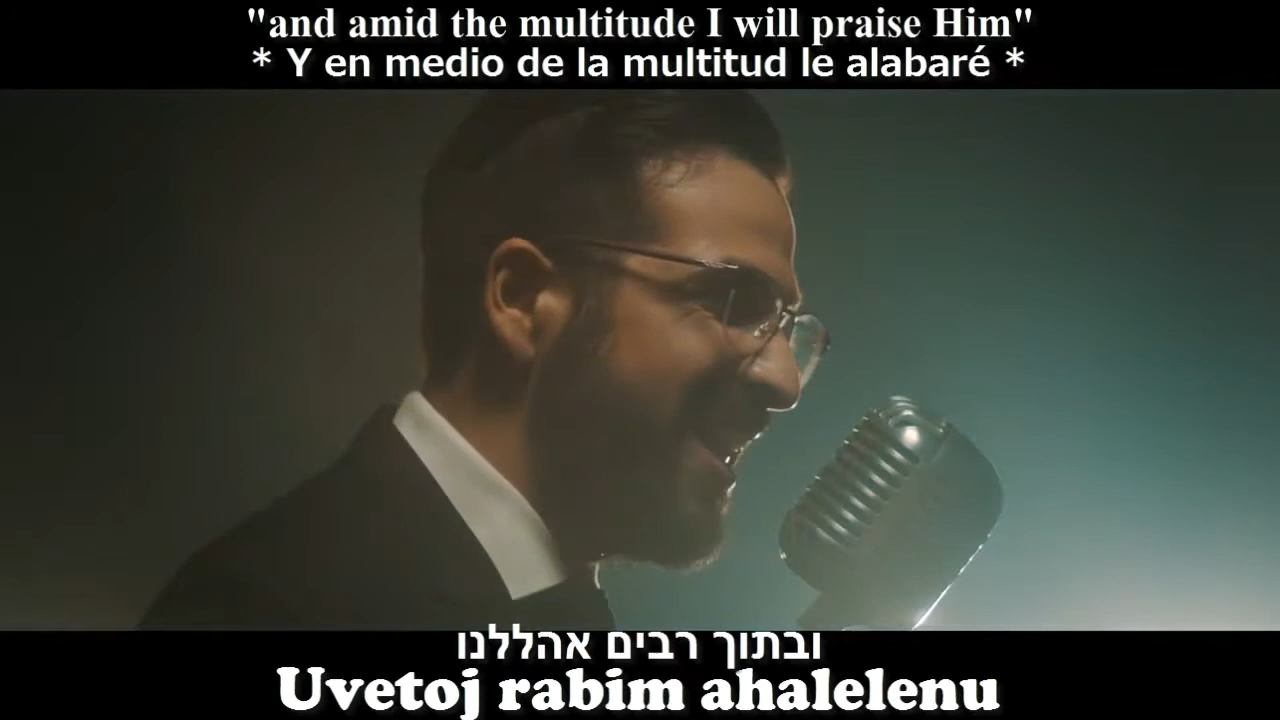 "and amid the multitude I will praise Him"
* Y en medio de la multitud le alabaré *
ובתוך רבים אהללנו
Uvetoj rabim ahalelenu